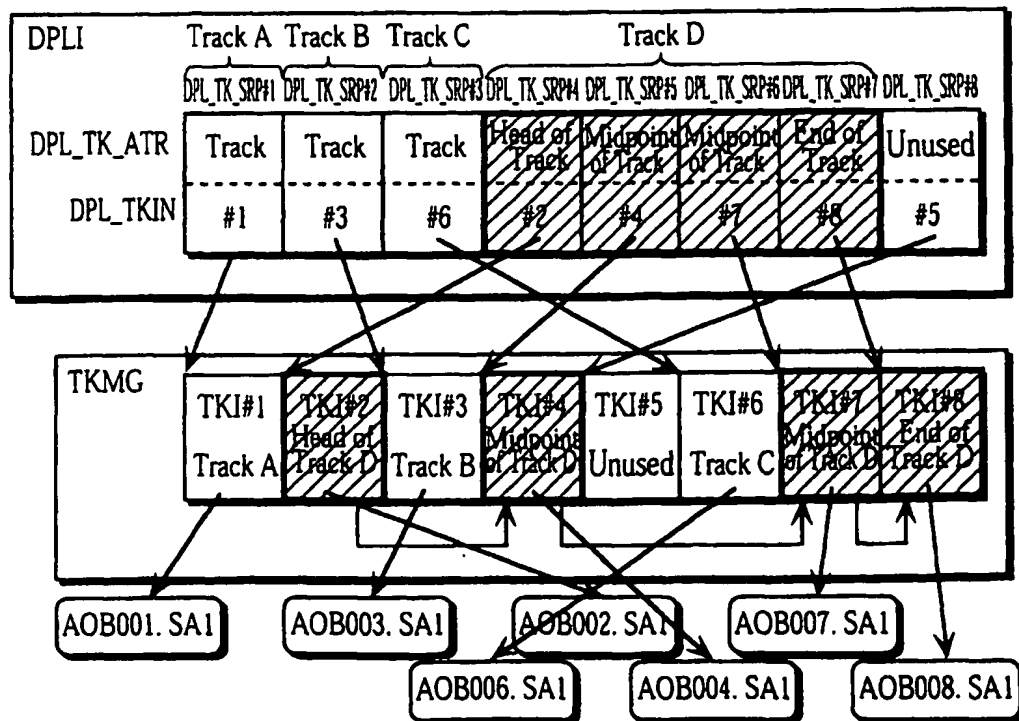 DPLI
Track A Track B Track C Track D
DPL_TK_SRP#1 DPL_TK_SRP#2 DPL_TK_SRP#3 DPL_TK_SRP#4 DPL_TK_SRP#5 DPL_TK_SRP#6 DPL_TK_SRP#7 DPL_TK_SRP#8
DPL_TK_ATR
Track
Track
Track
Head of
Track
Midpoint
of Track
Midpoint
of Track
End of
Track
Unused
DPL_TKIN
#1 #3 #6 #2 #4 #7 #8 #5
TKMG
TKI#1
Track A
TKI#2
Head of
Track D
TKI#3
Track B
TKI#4
Midpoint
of Track D
TKI#5
Unused
TKI#6
Track C
TKI#7
Midpoint
of Track D
TKI#8
End of
Track D
AOB001. SA1
AOB003. SA1
AOB002. SA1
AOB007. SA1
AOB006. SA1
AOB004. SA1
AOB008. SA1